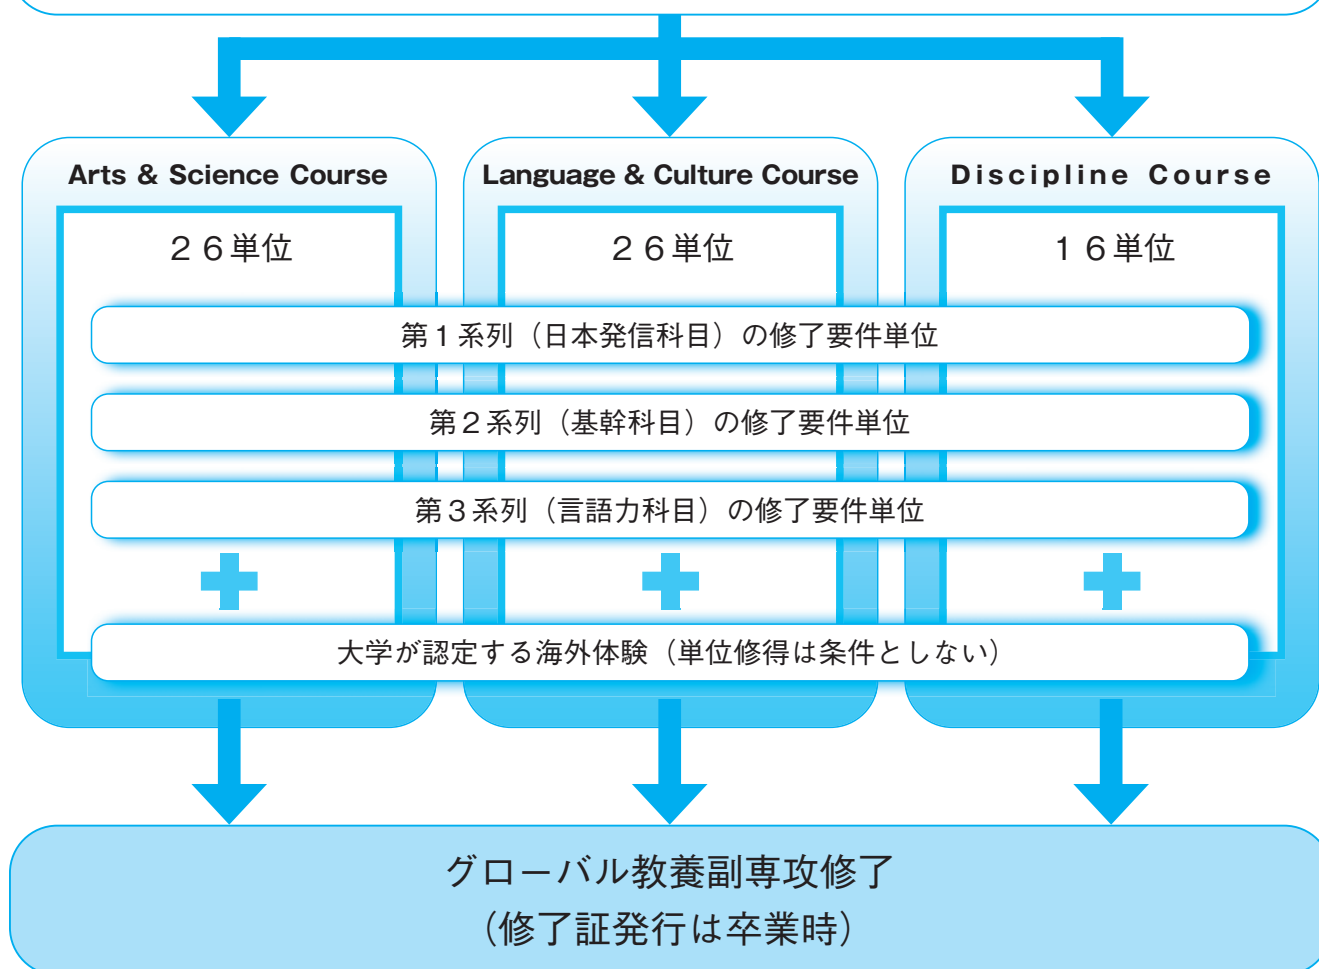 Arts & Science Course
Language & Culture Course
Discipline Course
２６単位
２６単位
１６単位
第１系列（日本発信科目）の修了要件単位
第２系列（基幹科目）の修了要件単位
第３系列（言語力科目）の修了要件単位
大学が認定する海外体験（単位修得は条件としない）
グローバル教養副専攻修了
（修了証発行は卒業時）